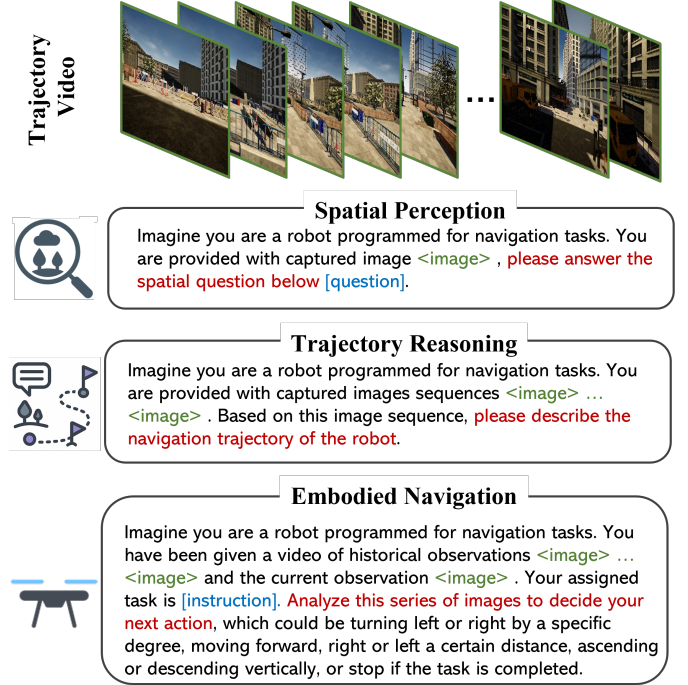 Trajectory
Video
...
Spatial Perception
Imagine you are a robot programmed for navigation tasks. You
are provided with captured image <image> , please answer the
spatial question below [question].
Trajectory Reasoning
Imagine you are a robot programmed for navigation tasks. You
are provided with captured images sequences <image> ...
<image> . Based on this image sequence, please describe the
navigation trajectory of the robot.
Embodied Navigation
Imagine you are a robot programmed for navigation tasks. You
have been given a video of historical observations <image> ...
<image> and the current observation <image> . Your assigned
task is [instruction]. Analyze this series of images to decide your
next action, which could be turning left or right by a specific
degree, moving forward, right or left a certain distance, ascending
or descending vertically, or stop if the task is completed.